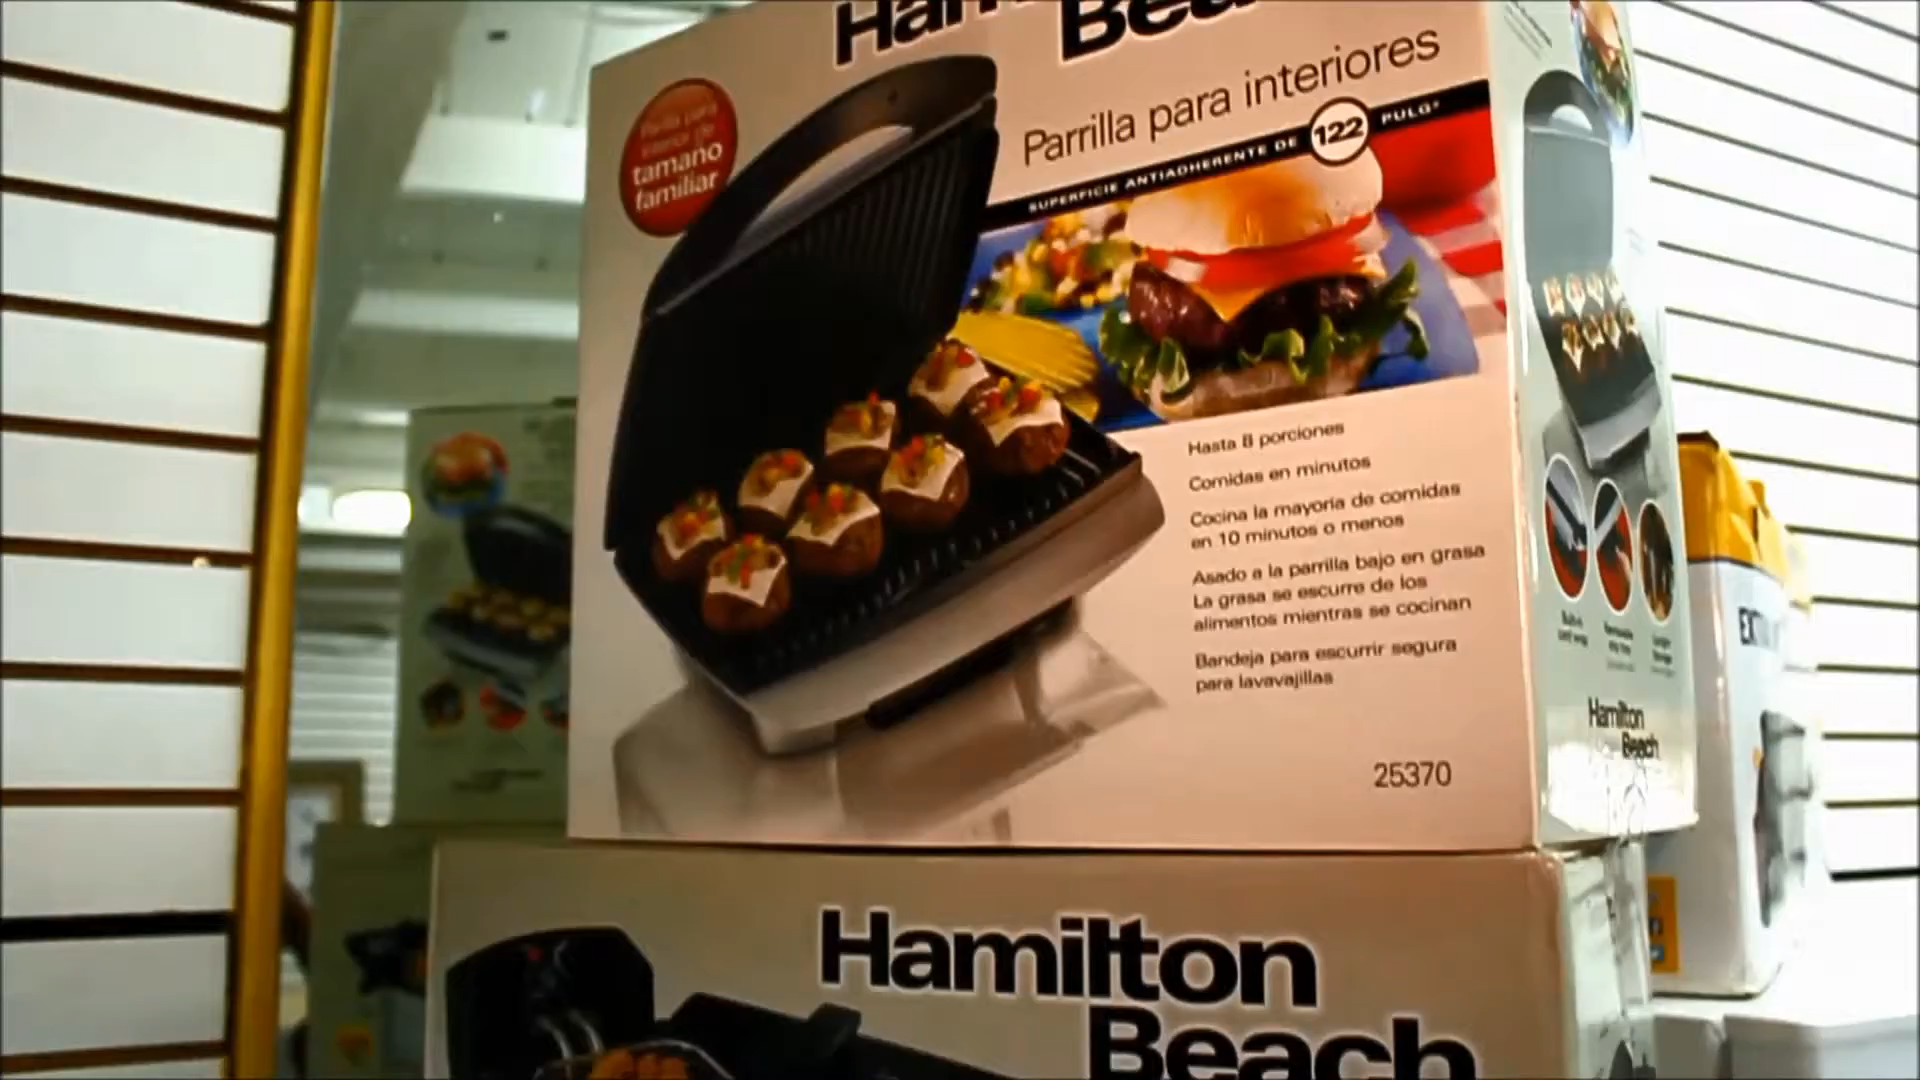 Parrilla para interiores
SUPERFICIE ANTIADHERENTE DE 122 PULG²
tamaño
familiar
Hasta 8 porciones
Comidas en minutos
Cocina la mayoría de comidas
en 10 minutos o menos
Asado a la parrilla bajo en grasa
La grasa se escurre de los
alimentos mientras se cocinan
Bandeja para escurrir segura
para lavavajillas
25370
Hamilton
Beach
Hamilton
Beach